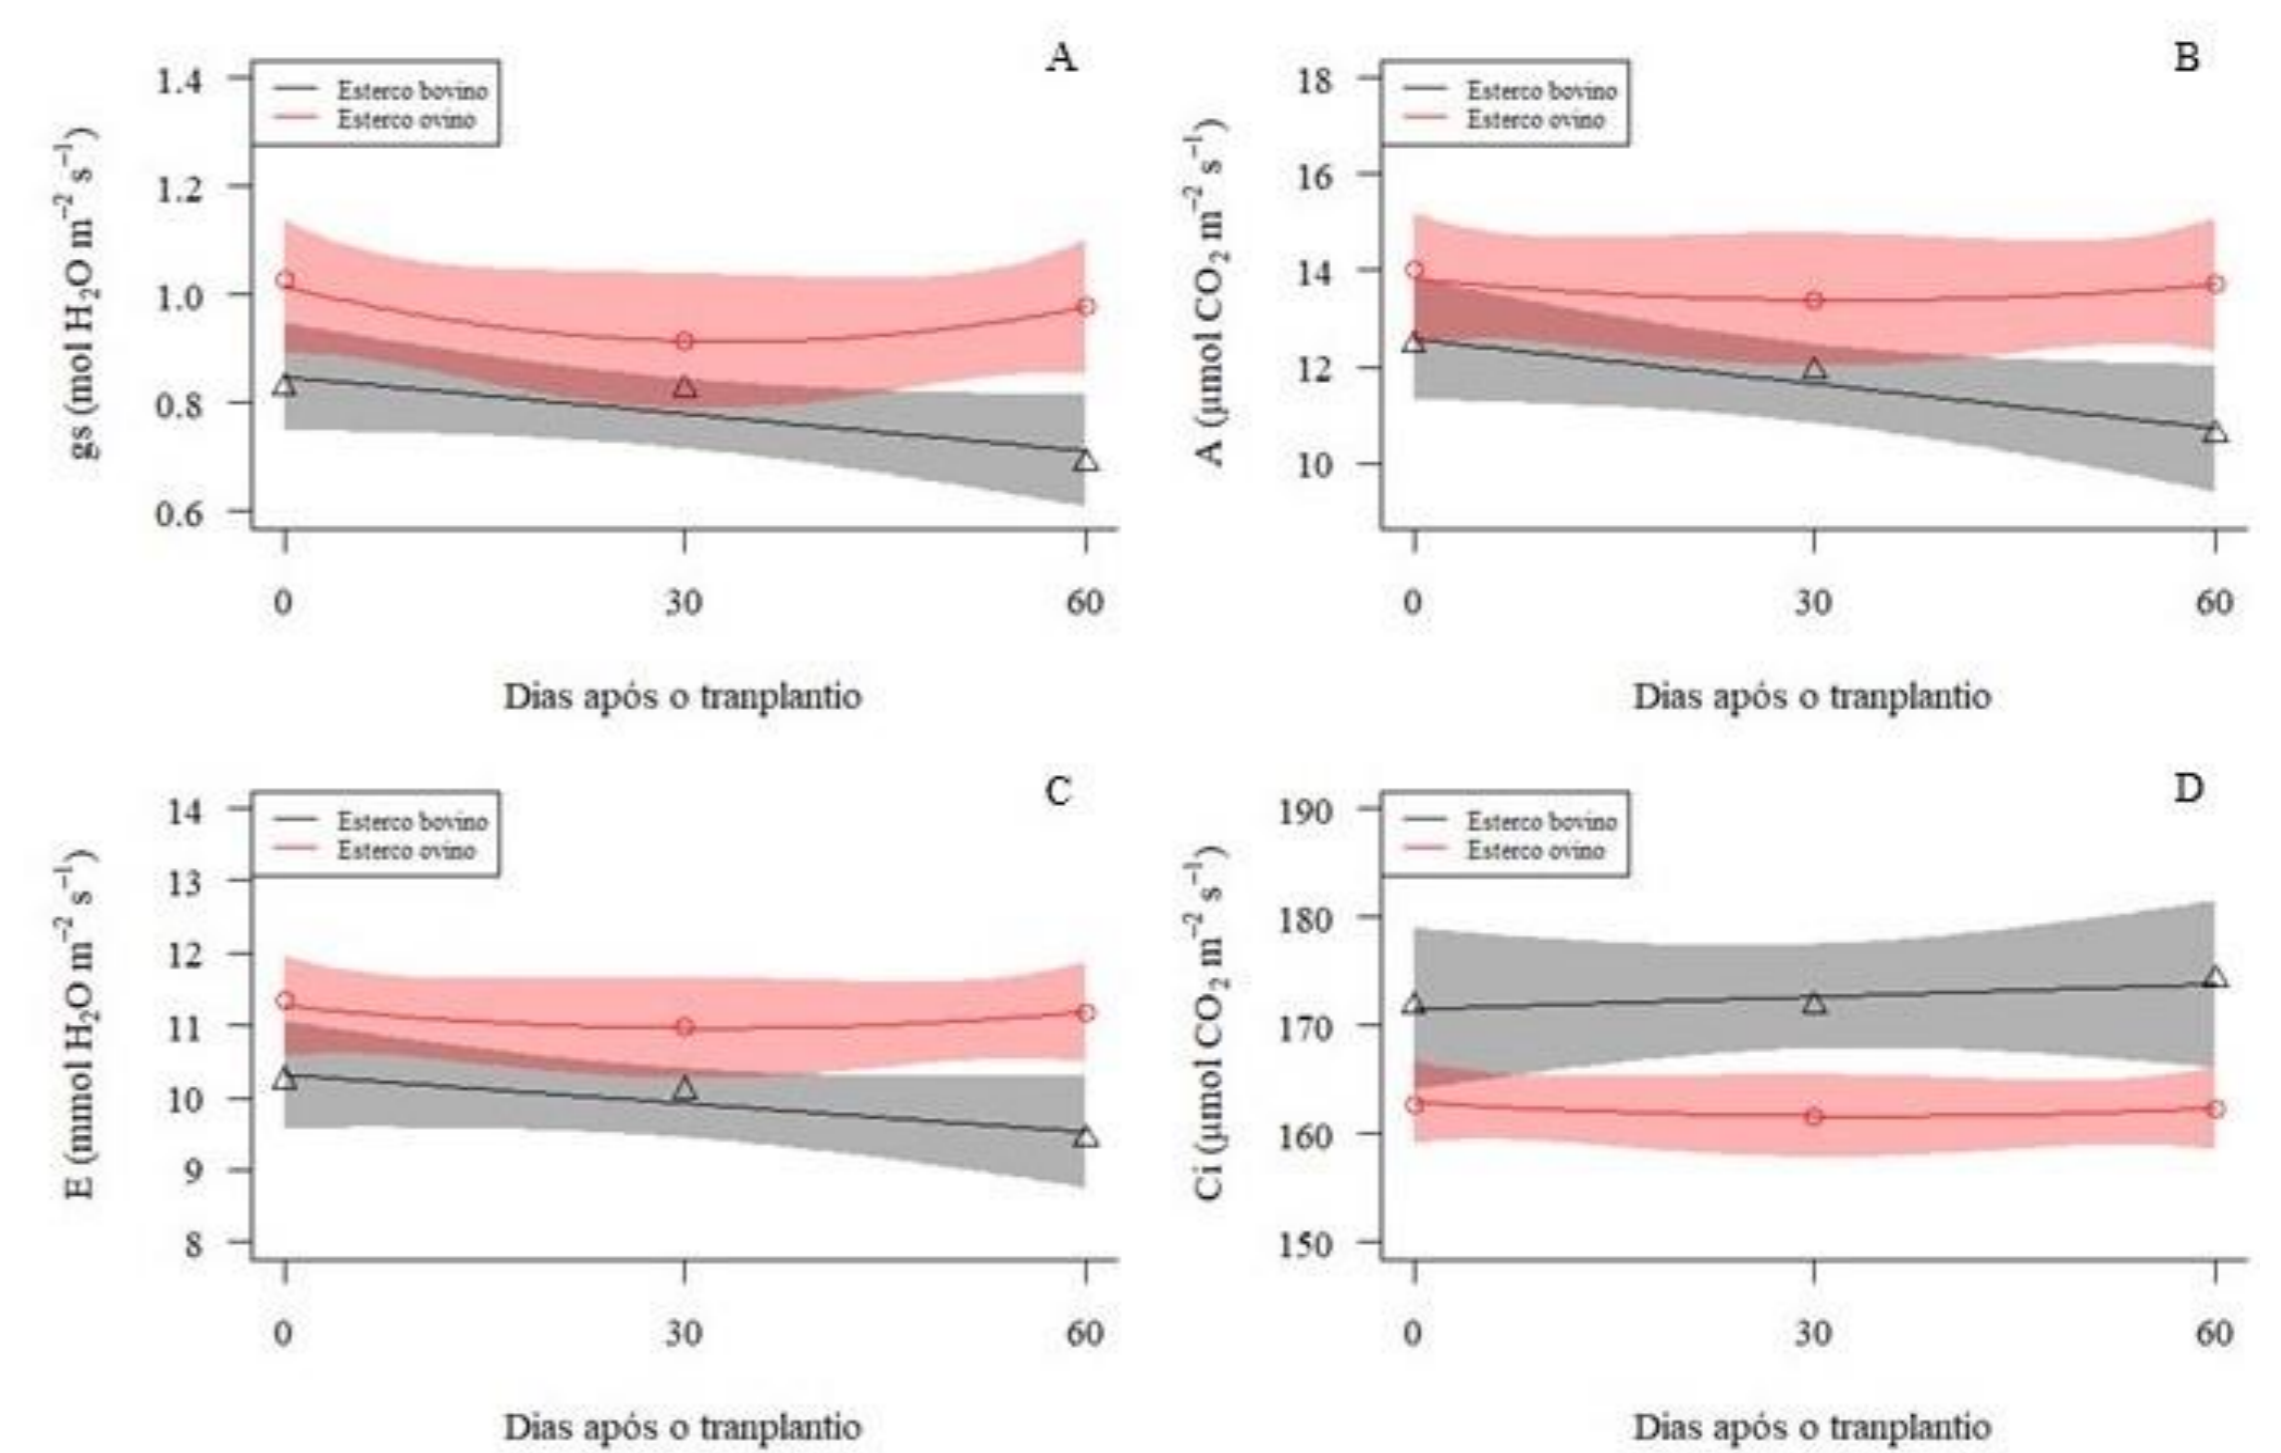 A
gs (mol H₂O m⁻² s⁻¹)
1.4
1.2
1.0
0.8
0.6
Esterco bovino
Esterco ovino
0 30 60
Dias após o tranplantio
B
A (μmol CO₂ m⁻² s⁻¹)
18
16
14
12
10
Esterco bovino
Esterco ovino
0 30 60
Dias após o tranplantio
C
E (mmol H₂O m⁻² s⁻¹)
14
13
12
11
10
9
8
Esterco bovino
Esterco ovino
0 30 60
Dias após o tranplantio
D
Ci (μmol CO₂ m⁻² s⁻¹)
190
180
170
160
150
Esterco bovino
Esterco ovino
0 30 60
Dias após o tranplantio